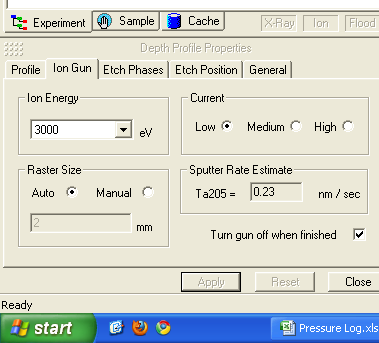 Experiment Sample Cache X-Ray Ion Flood
Depth Profile Properties
Profile Ion Gun Etch Phases Etch Position General
Ion Energy
3000 eV
Current
Low Medium High
Raster Size
Auto Manual
2 mm
Sputter Rate Estimate
Ta205 = 0.23 nm / sec
Turn gun off when finished
Apply Reset Close
Ready
start Pressure Log.xls